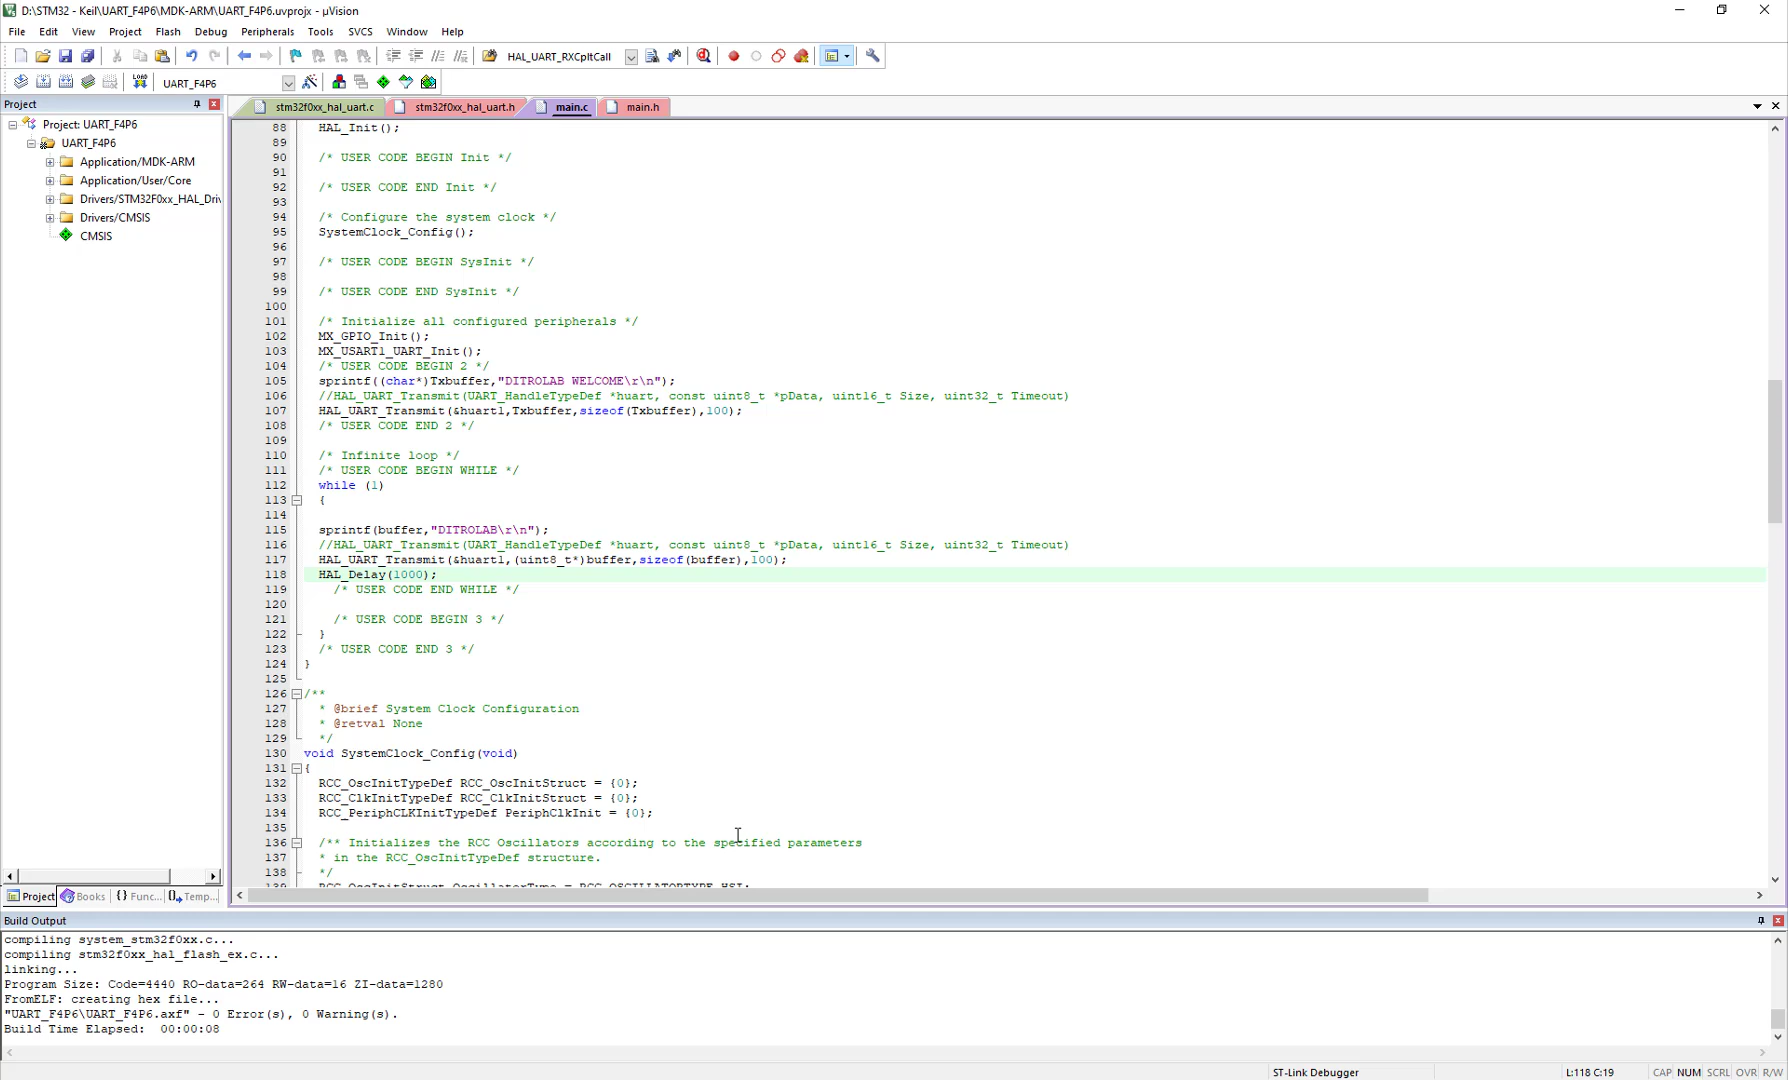 D:\STM32 - Keil\UART_F4P6\MDK-ARM\UART_F4P6.uvprojx - µVision
File Edit View Project Flash Debug Peripherals Tools SVCS Window Help
HAL_UART_RXCpltCall
LOAD UART_F4P6
Project
Project: UART_F4P6
UART_F4P6
Application/MDK-ARM
Application/User/Core
Drivers/STM32F0xx_HAL_Driv
Drivers/CMSIS
CMSIS
stm32f0xx_hal_uart.c stm32f0xx_hal_uart.h main.c main.h
88 HAL_Init();
89
90 /* USER CODE BEGIN Init */
91
92 /* USER CODE END Init */
93
94 /* Configure the system clock */
95 SystemClock_Config();
96
97 /* USER CODE BEGIN SysInit */
98
99 /* USER CODE END SysInit */
100
101 /* Initialize all configured peripherals */
102 MX_GPIO_Init();
103 MX_USART1_UART_Init();
104 /* USER CODE BEGIN 2 */
105 sprintf((char*)Txbuffer,"DITROLAB WELCOME\r\n");
106 //HAL_UART_Transmit(UART_HandleTypeDef *huart, const uint8_t *pData, uint16_t Size, uint32_t Timeout)
107 HAL_UART_Transmit(&huart1,Txbuffer,sizeof(Txbuffer),100);
108 /* USER CODE END 2 */
109
110 /* Infinite loop */
111 /* USER CODE BEGIN WHILE */
112 while (1)
113 {
114
115 sprintf(buffer,"DITROLAB\r\n");
116 //HAL_UART_Transmit(UART_HandleTypeDef *huart, const uint8_t *pData, uint16_t Size, uint32_t Timeout)
117 HAL_UART_Transmit(&huart1,(uint8_t*)buffer,sizeof(buffer),100);
118 HAL_Delay(1000);
119 /* USER CODE END WHILE */
120
121 /* USER CODE BEGIN 3 */
122 }
123 /* USER CODE END 3 */
124 }
125
126 /**
127 * @brief System Clock Configuration
128 * @retval None
129 */
130 void SystemClock_Config(void)
131 {
132 RCC_OscInitTypeDef RCC_OscInitStruct = {0};
133 RCC_ClkInitTypeDef RCC_ClkInitStruct = {0};
134 RCC_PeriphCLKInitTypeDef PeriphClkInit = {0};
135
136 /** Initializes the RCC Oscillators according to the specified parameters
137 * in the RCC_OscInitTypeDef structure.
138 */
139 RCC_OscInitStruct.OscillatorType = RCC_OSCILLATORTYPE_HSI;
Project Books {} Func... Temp...
Build Output
compiling system_stm32f0xx.c...
compiling stm32f0xx_hal_flash_ex.c...
linking...
Program Size: Code=4440 RO-data=264 RW-data=16 ZI-data=1280
FromELF: creating hex file...
"UART_F4P6\UART_F4P6.axf" - 0 Error(s), 0 Warning(s).
Build Time Elapsed: 00:00:08
ST-Link Debugger L:118 C:19 CAP NUM SCRL OVR R/W